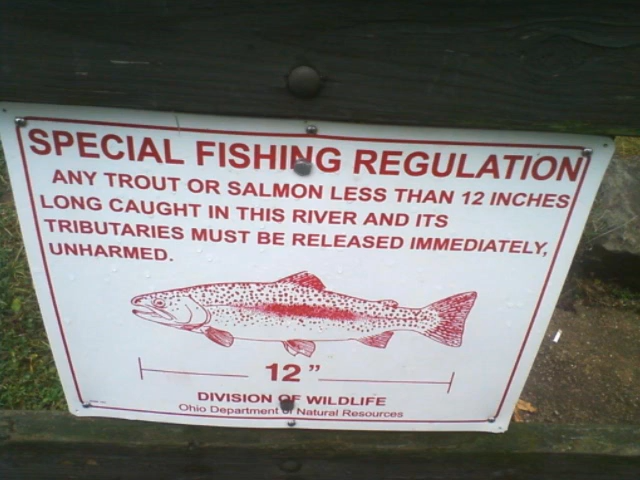 SPECIAL FISHING REGULATION
ANY TROUT OR SALMON LESS THAN 12 INCHES
LONG CAUGHT IN THIS RIVER AND ITS
TRIBUTARIES MUST BE RELEASED IMMEDIATELY,
UNHARMED.
12"
DIVISION OF WILDLIFE
Ohio Department of Natural Resources